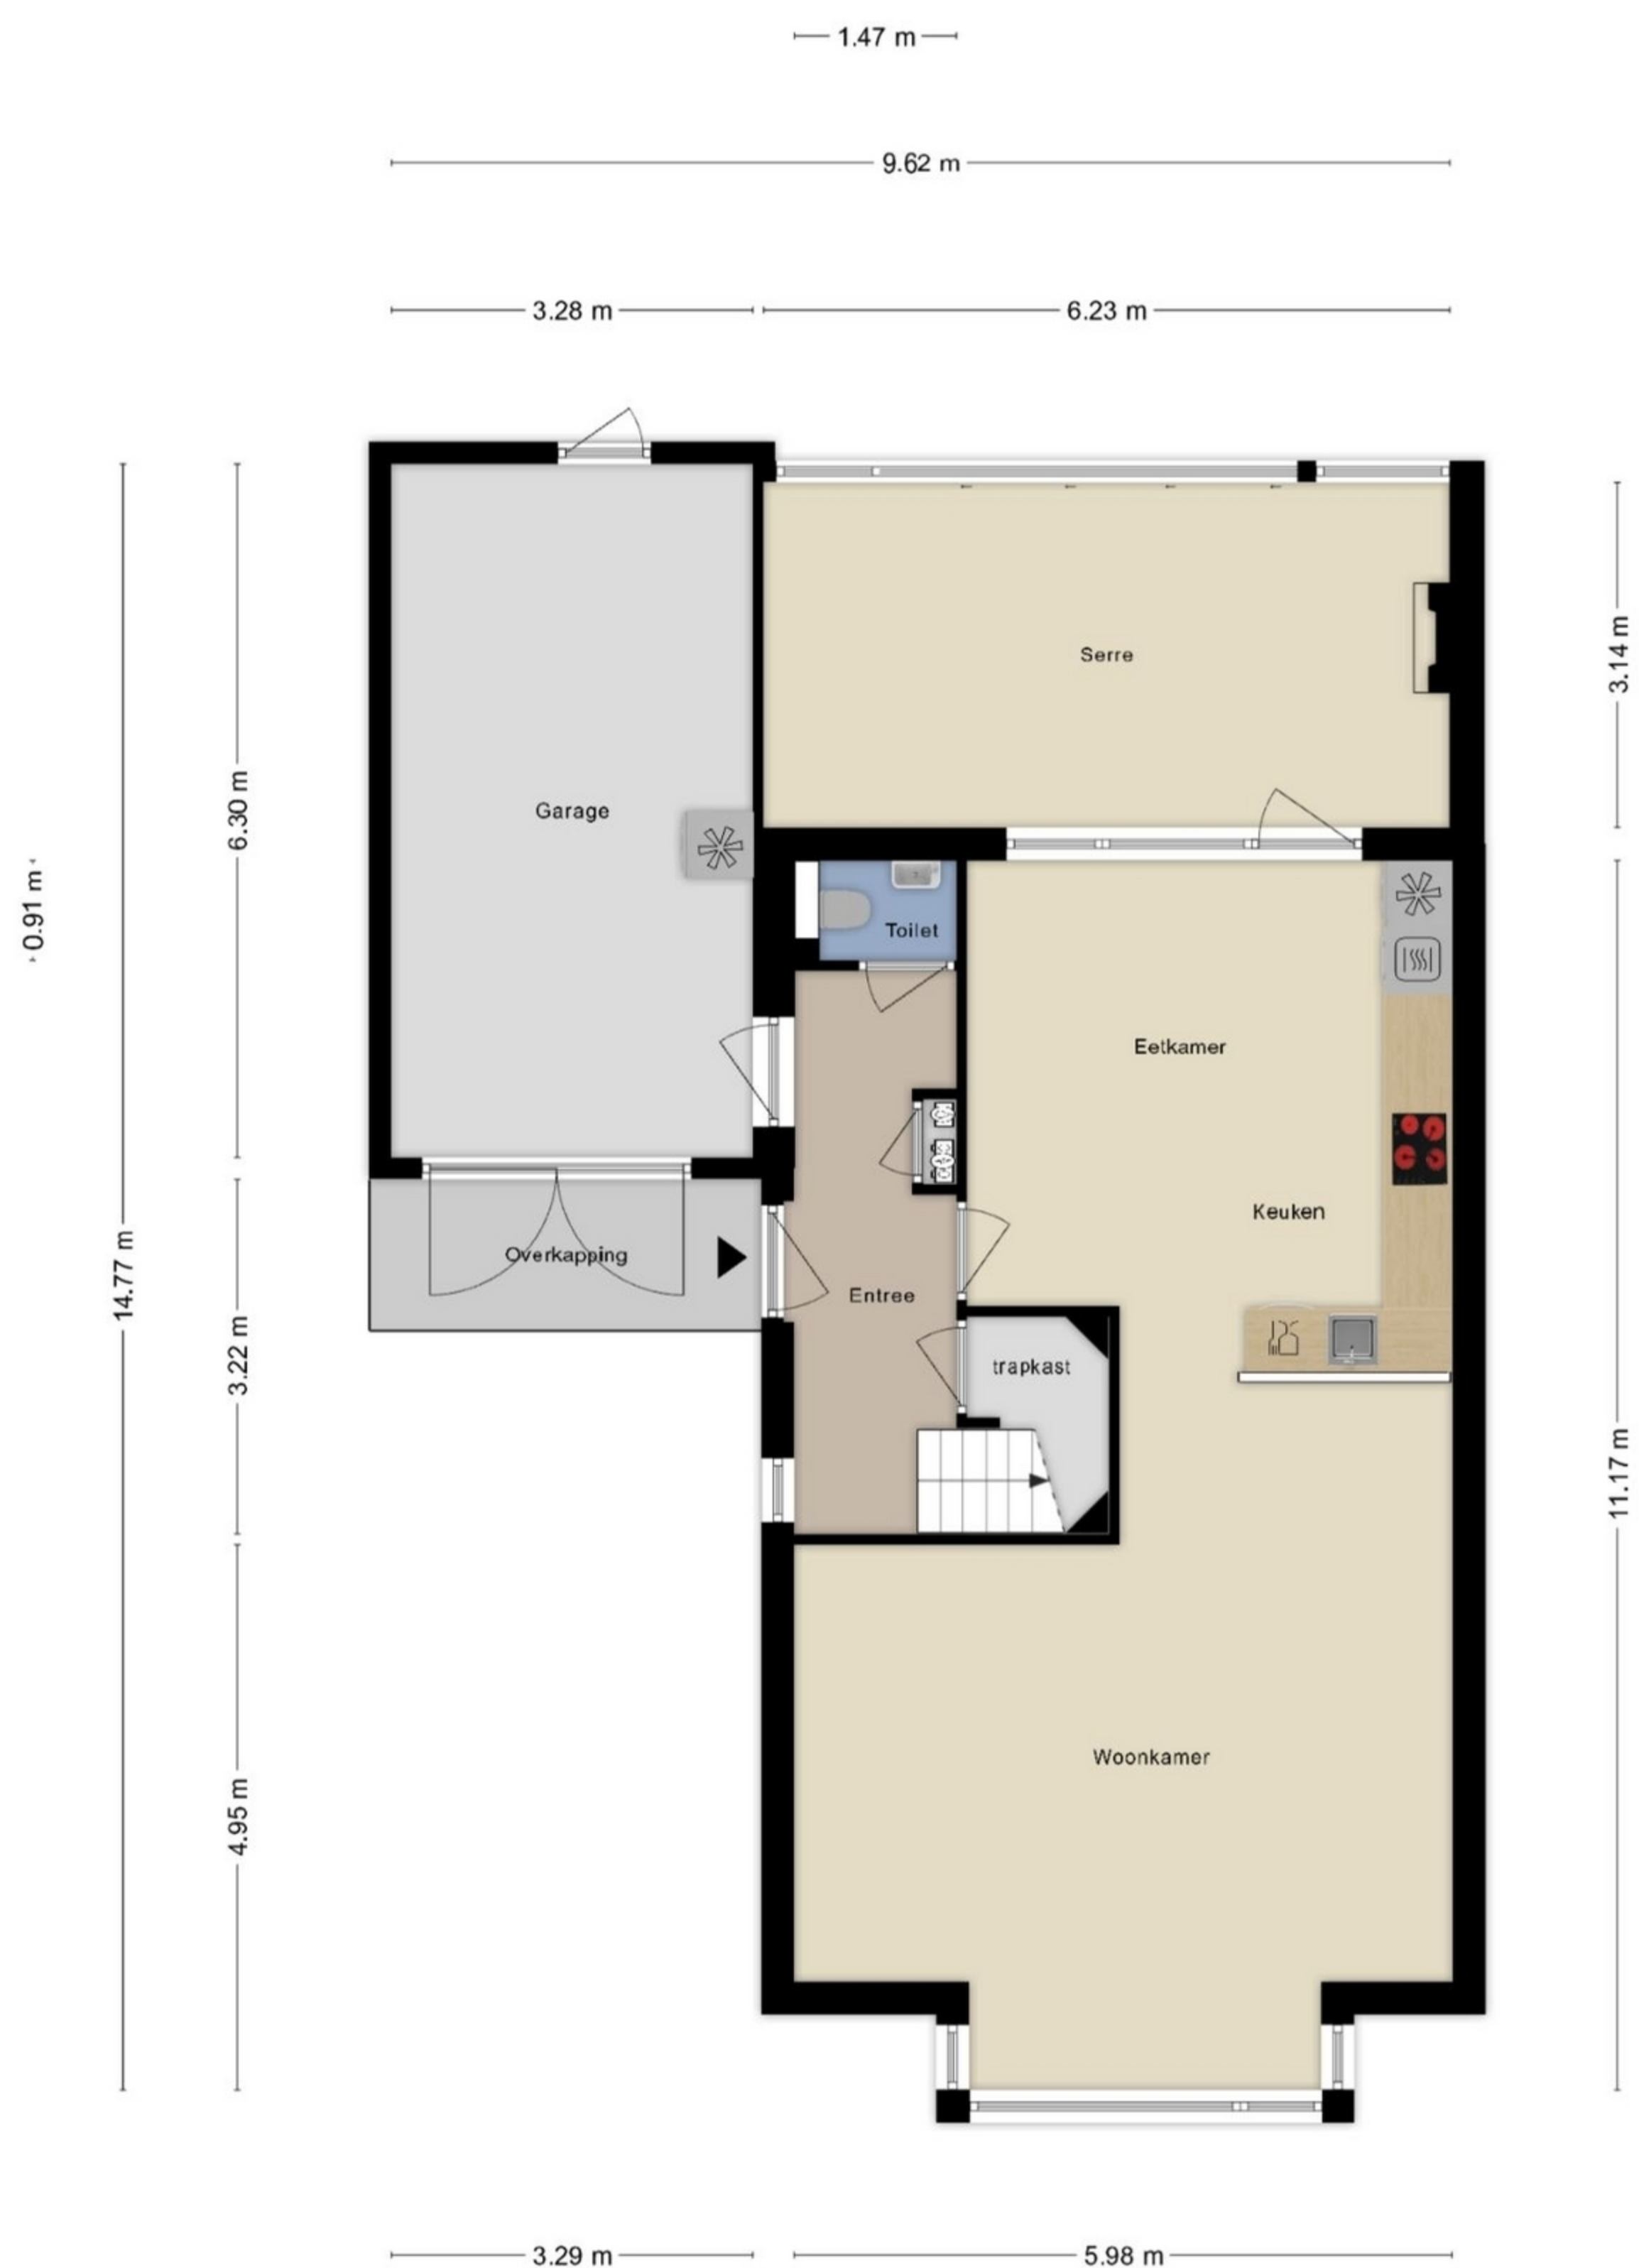 1.47 m
9.62 m
3.28 m
6.23 m
Serre
3.14 m
Garage
6.30 m
0.91 m
Toilet
Eetkamer
Keuken
Overkapping
14.77 m
Entree
3.22 m
trapkast
11.17 m
Woonkamer
4.95 m
3.29 m
5.98 m